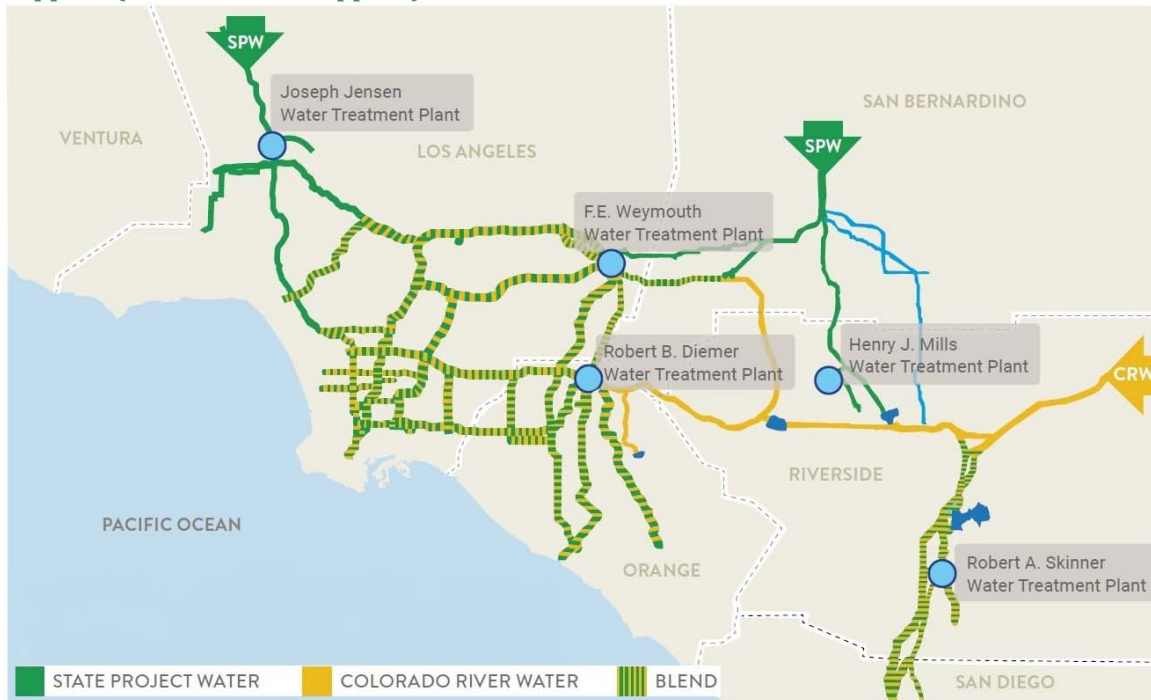 SPW
Joseph Jensen
Water Treatment Plant
SAN BERNARDINO
VENTURA
LOS ANGELES
SPW
F.E. Weymouth
Water Treatment Plant
Robert B. Diemer
Water Treatment Plant
Henry J. Mills
Water Treatment Plant
CRW
RIVERSIDE
PACIFIC OCEAN
ORANGE
Robert A. Skinner
Water Treatment Plant
STATE PROJECT WATER
COLORADO RIVER WATER
BLEND
SAN DIEGO